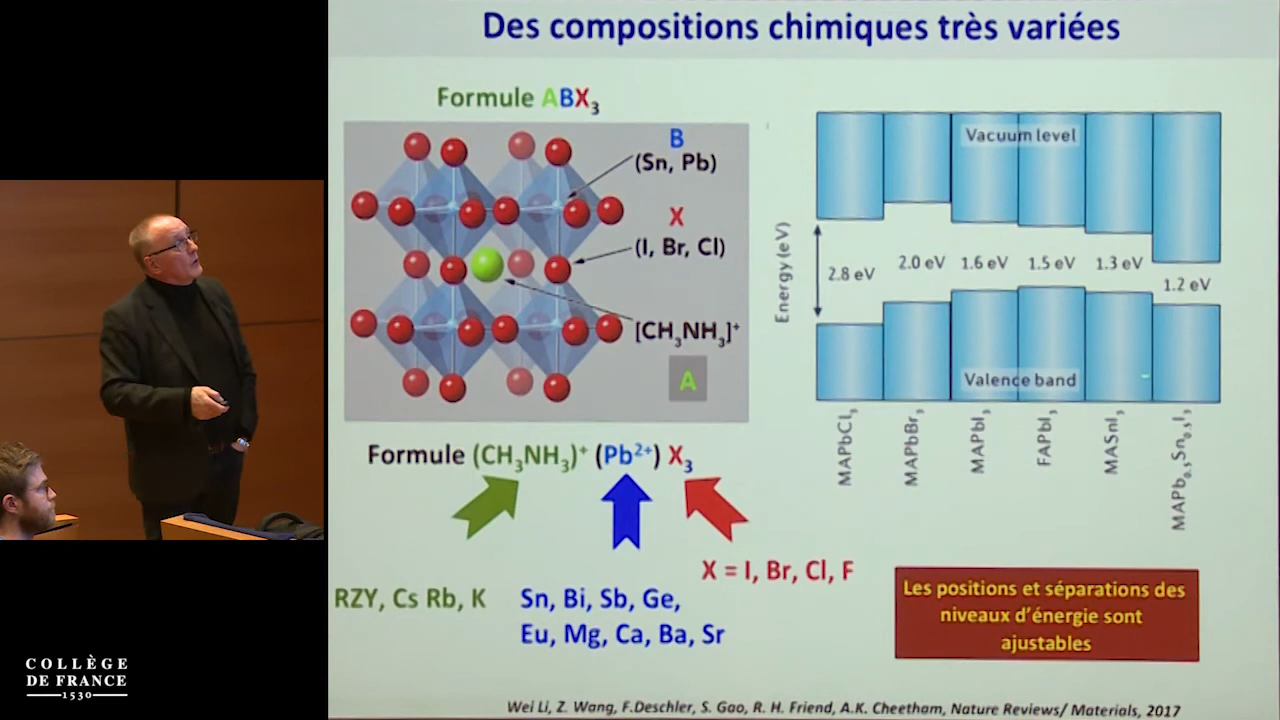 Des compositions chimiques très variées
Formule ABX₃
B
(Sn, Pb)
X
(I, Br, Cl)
[CH₃NH₃]⁺
A
Formule (CH₃NH₃)⁺ (Pb²⁺) X₃
X = I, Br, Cl, F
RZY, Cs Rb, K
Sn, Bi, Sb, Ge,
Eu, Mg, Ca, Ba, Sr
Vacuum level
Energy (eV)
2.8 eV
2.0 eV
1.6 eV
1.5 eV
1.3 eV
1.2 eV
Valence band
MAPbCl₃
MAPbBr₃
MAPbI₃
FAPbI₃
MASnI₃
MAPb₀.₅Sn₀.₅I₃
Les positions et séparations des
niveaux d'énergie sont
ajustables
Wei Li, Z. Wang, F.Deschler, S. Gao, R. H. Friend, A.K. Cheetham, Nature Reviews/ Materials, 2017
COLLÈGE
DE FRANCE
1530